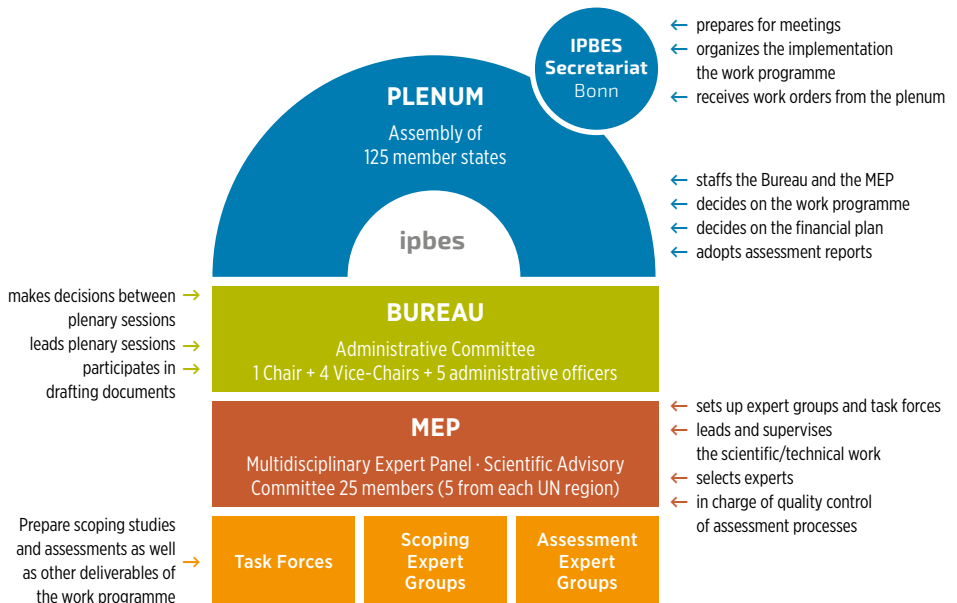 IPBES
Secretariat
Bonn
← prepares for meetings
← organizes the implementation
the work programme
← receives work orders from the plenum
PLENUM
Assembly of
125 member states
ipbes
← staffs the Bureau and the MEP
← decides on the work programme
← decides on the financial plan
← adopts assessment reports
makes decisions between →
plenary sessions
leads plenary sessions →
participates in →
drafting documents
BUREAU
Administrative Committee
1 Chair + 4 Vice-Chairs + 5 administrative officers
MEP
Multidisciplinary Expert Panel · Scientific Advisory
Committee 25 members (5 from each UN region)
← sets up expert groups and task forces
← leads and supervises
the scientific/technical work
← selects experts
← in charge of quality control
of assessment processes
Prepare scoping studies
and assessments as well
as other deliverables of →
the work programme
Task Forces
Scoping
Expert
Groups
Assessment
Expert
Groups